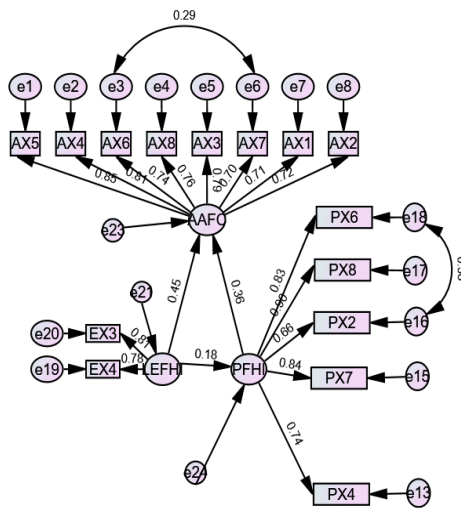 0.29
e1 e2 e3 e4 e5 e6 e7 e8
AX5 AX4 AX6 AX8 AX3 AX7 AX1 AX2
0.85 0.81 0.74 0.76 0.70 0.71 0.72
e23 AAFC
PX6 e18
0.83
e21 PX8 e17
0.45 0.36
PX2 e16
0.66
e20 EX3 0.81
0.78 0.18 0.84
e19 EX4 PFHI PX7 e15
0.74
e24
PX4 e13